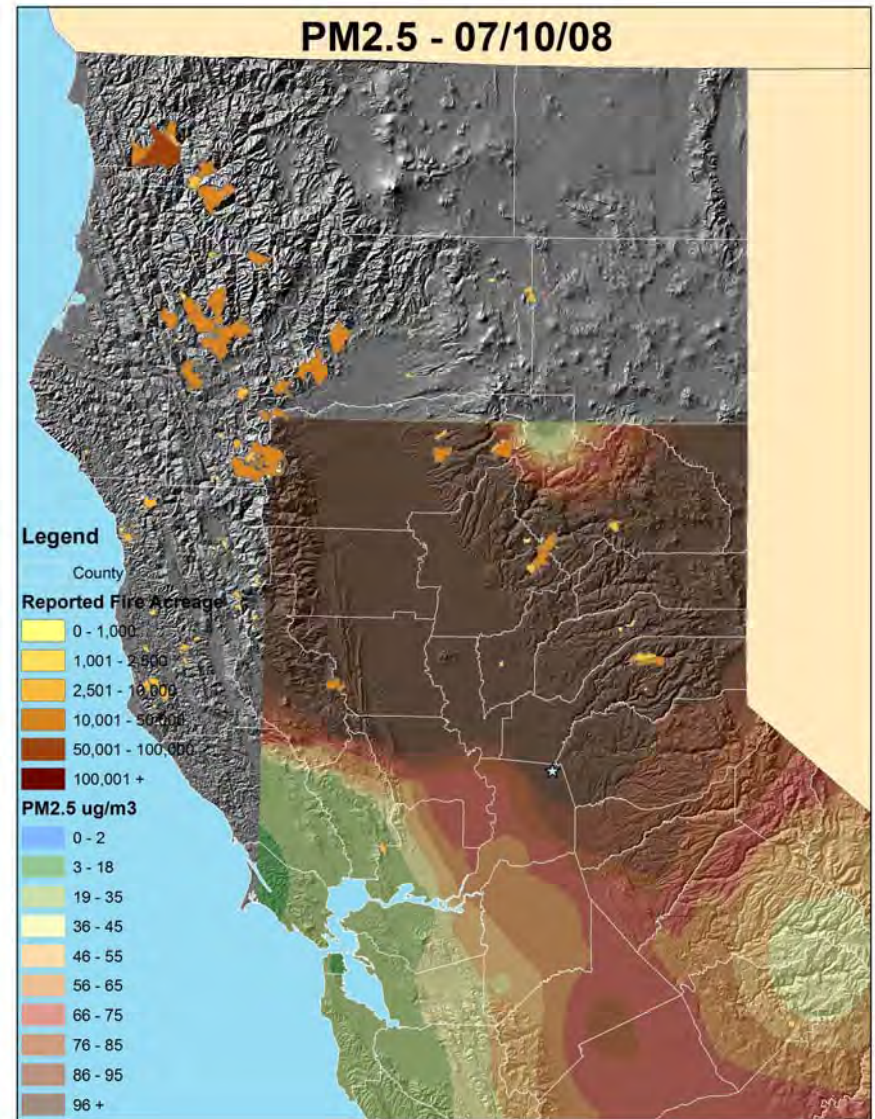 PM2.5 - 07/10/08
Legend
County
Reported Fire Acreage
0 - 1,000
1,001 - 2,500
2,501 - 10,000
10,001 - 50,000
50,001 - 100,000
100,001 +
PM2.5 ug/m3
0 - 2
3 - 18
19 - 35
36 - 45
46 - 55
56 - 65
66 - 75
76 - 85
86 - 95
96 +